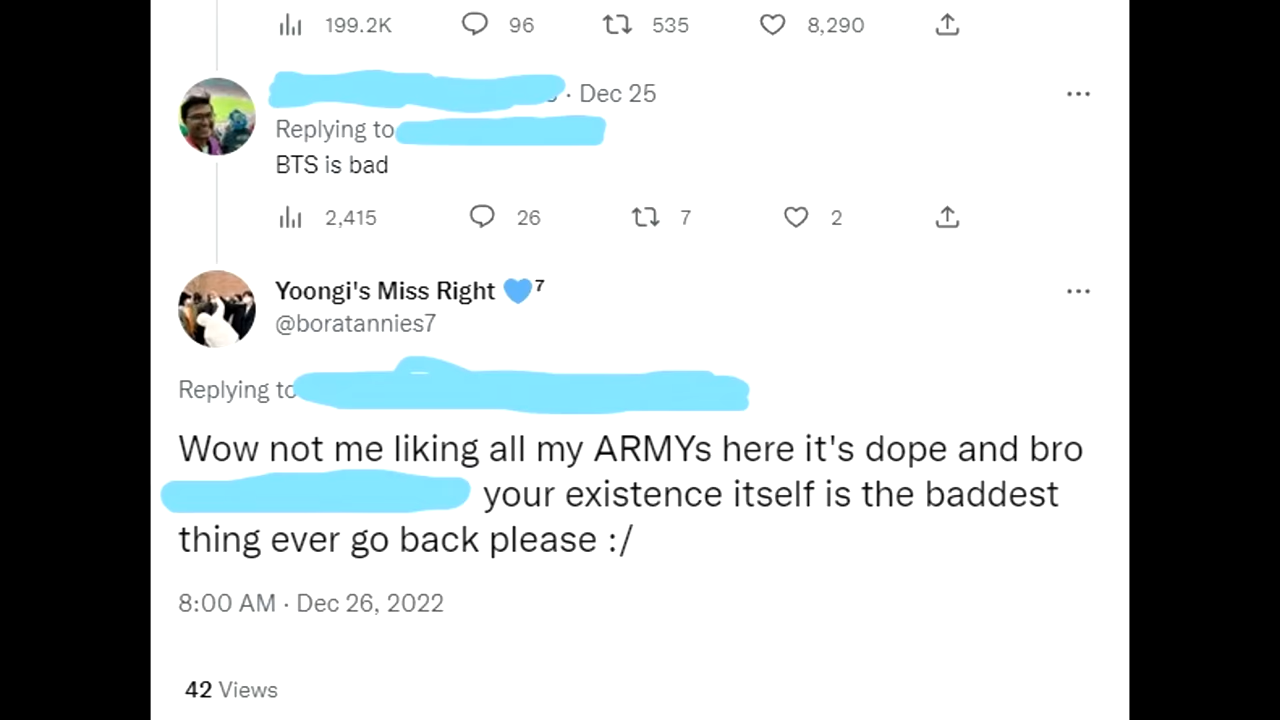 199.2K 96 535 8,290
· Dec 25
Replying to
BTS is bad
2,415 26 7 2
Yoongi's Miss Right 💙⁷
@boratannies7
Replying to
Wow not me liking all my ARMYs here it's dope and bro
your existence itself is the baddest
thing ever go back please :/
8:00 AM · Dec 26, 2022
42 Views